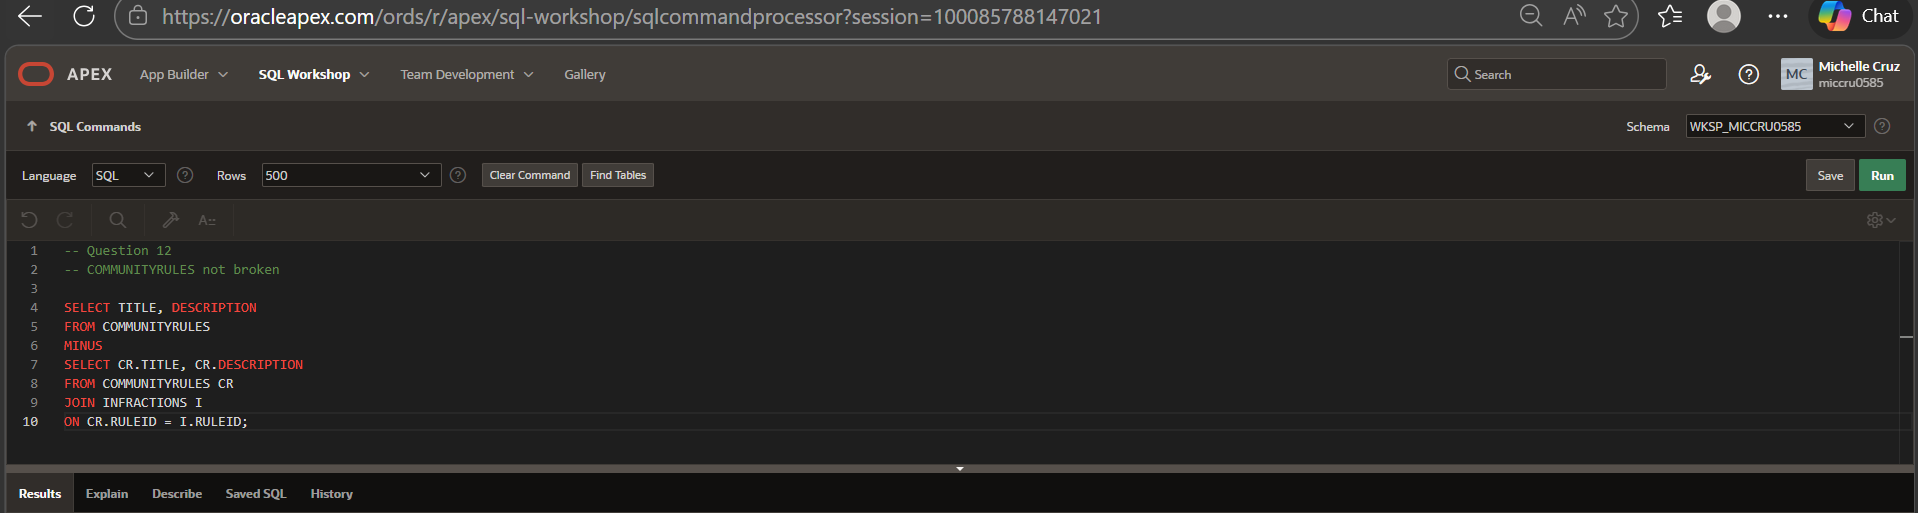 https://oracleapex.com/ords/r/apex/sql-workshop/sqlcommandprocessor?session=100085788147021
Chat
APEX App Builder SQL Workshop Team Development Gallery Search MC Michelle Cruz
miccru0585
SQL Commands Schema WKSP_MICCRU0585
Language SQL Rows 500 Clear Command Find Tables Save Run
1 -- Question 12
2 -- COMMUNITYRULES not broken
3
4 SELECT TITLE, DESCRIPTION
5 FROM COMMUNITYRULES
6 MINUS
7 SELECT CR.TITLE, CR.DESCRIPTION
8 FROM COMMUNITYRULES CR
9 JOIN INFRACTIONS I
10 ON CR.RULEID = I.RULEID;
Results Explain Describe Saved SQL History